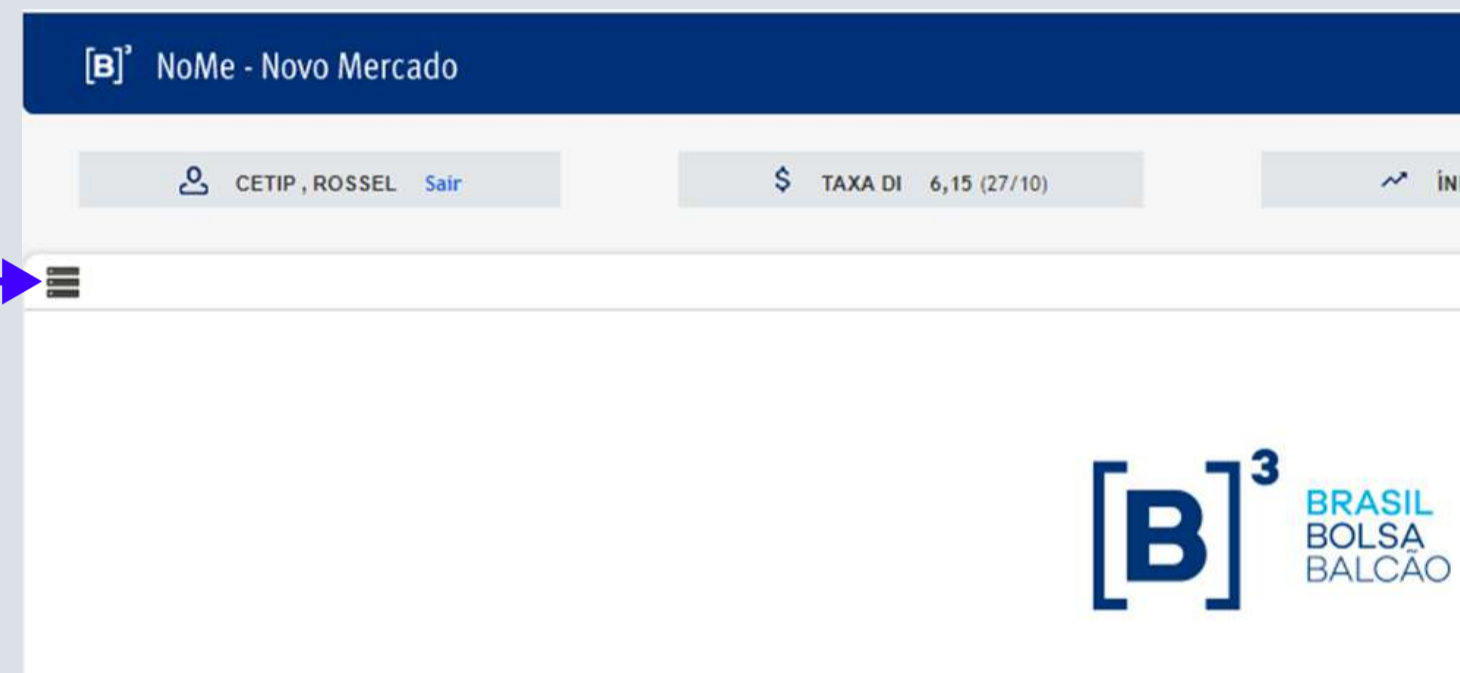 [B]³ NoMe - Novo Mercado
CETIP , ROSSEL Sair
$ TAXA DI 6,15 (27/10)
[B]³
BRASIL
BOLSA
BALCÃO